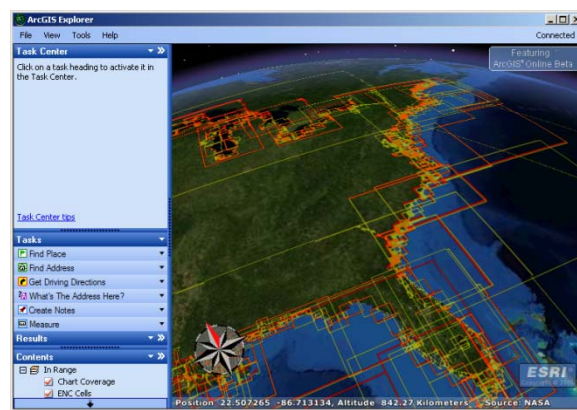 ArcGIS Explorer
File View Tools Help
Connected
Task Center
Click on a task heading to activate it in
the Task Center.
Task Center tips
Tasks
Find Place
Find Address
Get Driving Directions
What's The Address Here?
Create Notes
Measure
Results
Contents
In Range
Chart Coverage
ENC Cells
Featuring
ArcGIS® Online Beta
ESRI
Position 22.507265 -86.713134, Altitude 842.27 Kilometers
Source: NASA